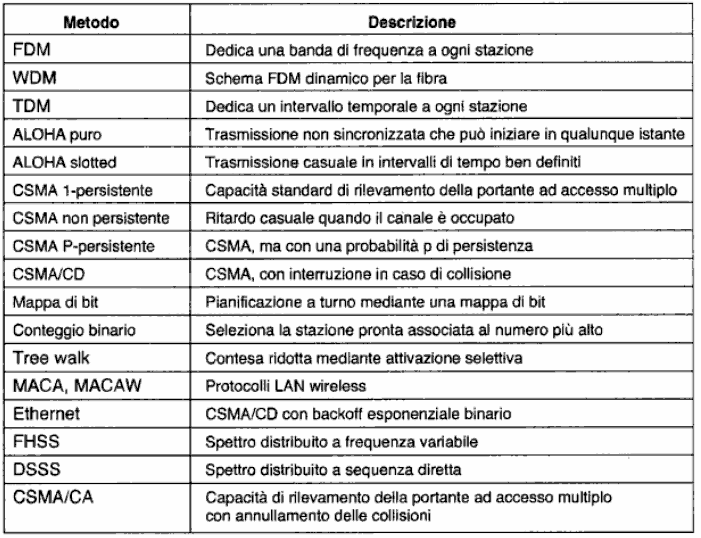 Metodo Descrizione
FDM Dedica una banda di frequenza a ogni stazione
WDM Schema FDM dinamico per la fibra
TDM Dedica un intervallo temporale a ogni stazione
ALOHA puro Trasmissione non sincronizzata che può iniziare in qualunque istante
ALOHA slotted Trasmissione casuale in intervalli di tempo ben definiti
CSMA 1-persistente Capacità standard di rilevamento della portante ad accesso multiplo
CSMA non persistente Ritardo casuale quando il canale è occupato
CSMA P-persistente CSMA, ma con una probabilità p di persistenza
CSMA/CD CSMA, con interruzione in caso di collisione
Mappa di bit Pianificazione a turno mediante una mappa di bit
Conteggio binario Seleziona la stazione pronta associata al numero più alto
Tree walk Contesa ridotta mediante attivazione selettiva
MACA, MACAW Protocolli LAN wireless
Ethernet CSMA/CD con backoff esponenziale binario
FHSS Spettro distribuito a frequenza variabile
DSSS Spettro distribuito a sequenza diretta
CSMA/CA Capacità di rilevamento della portante ad accesso multiplo
con annullamento delle collisioni